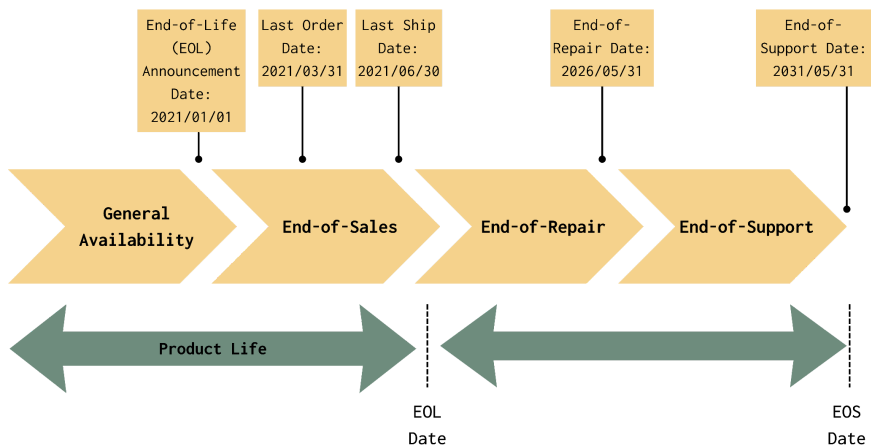 End-of-Life
(EOL)
Announcement
Date:
2021/01/01
Last Order
Date:
2021/03/31
Last Ship
Date:
2021/06/30
End-of-
Repair Date:
2026/05/31
End-of-
Support Date:
2031/05/31
General
Availability
End-of-Sales
End-of-Repair
End-of-Support
Product Life
EOL
Date
EOS
Date